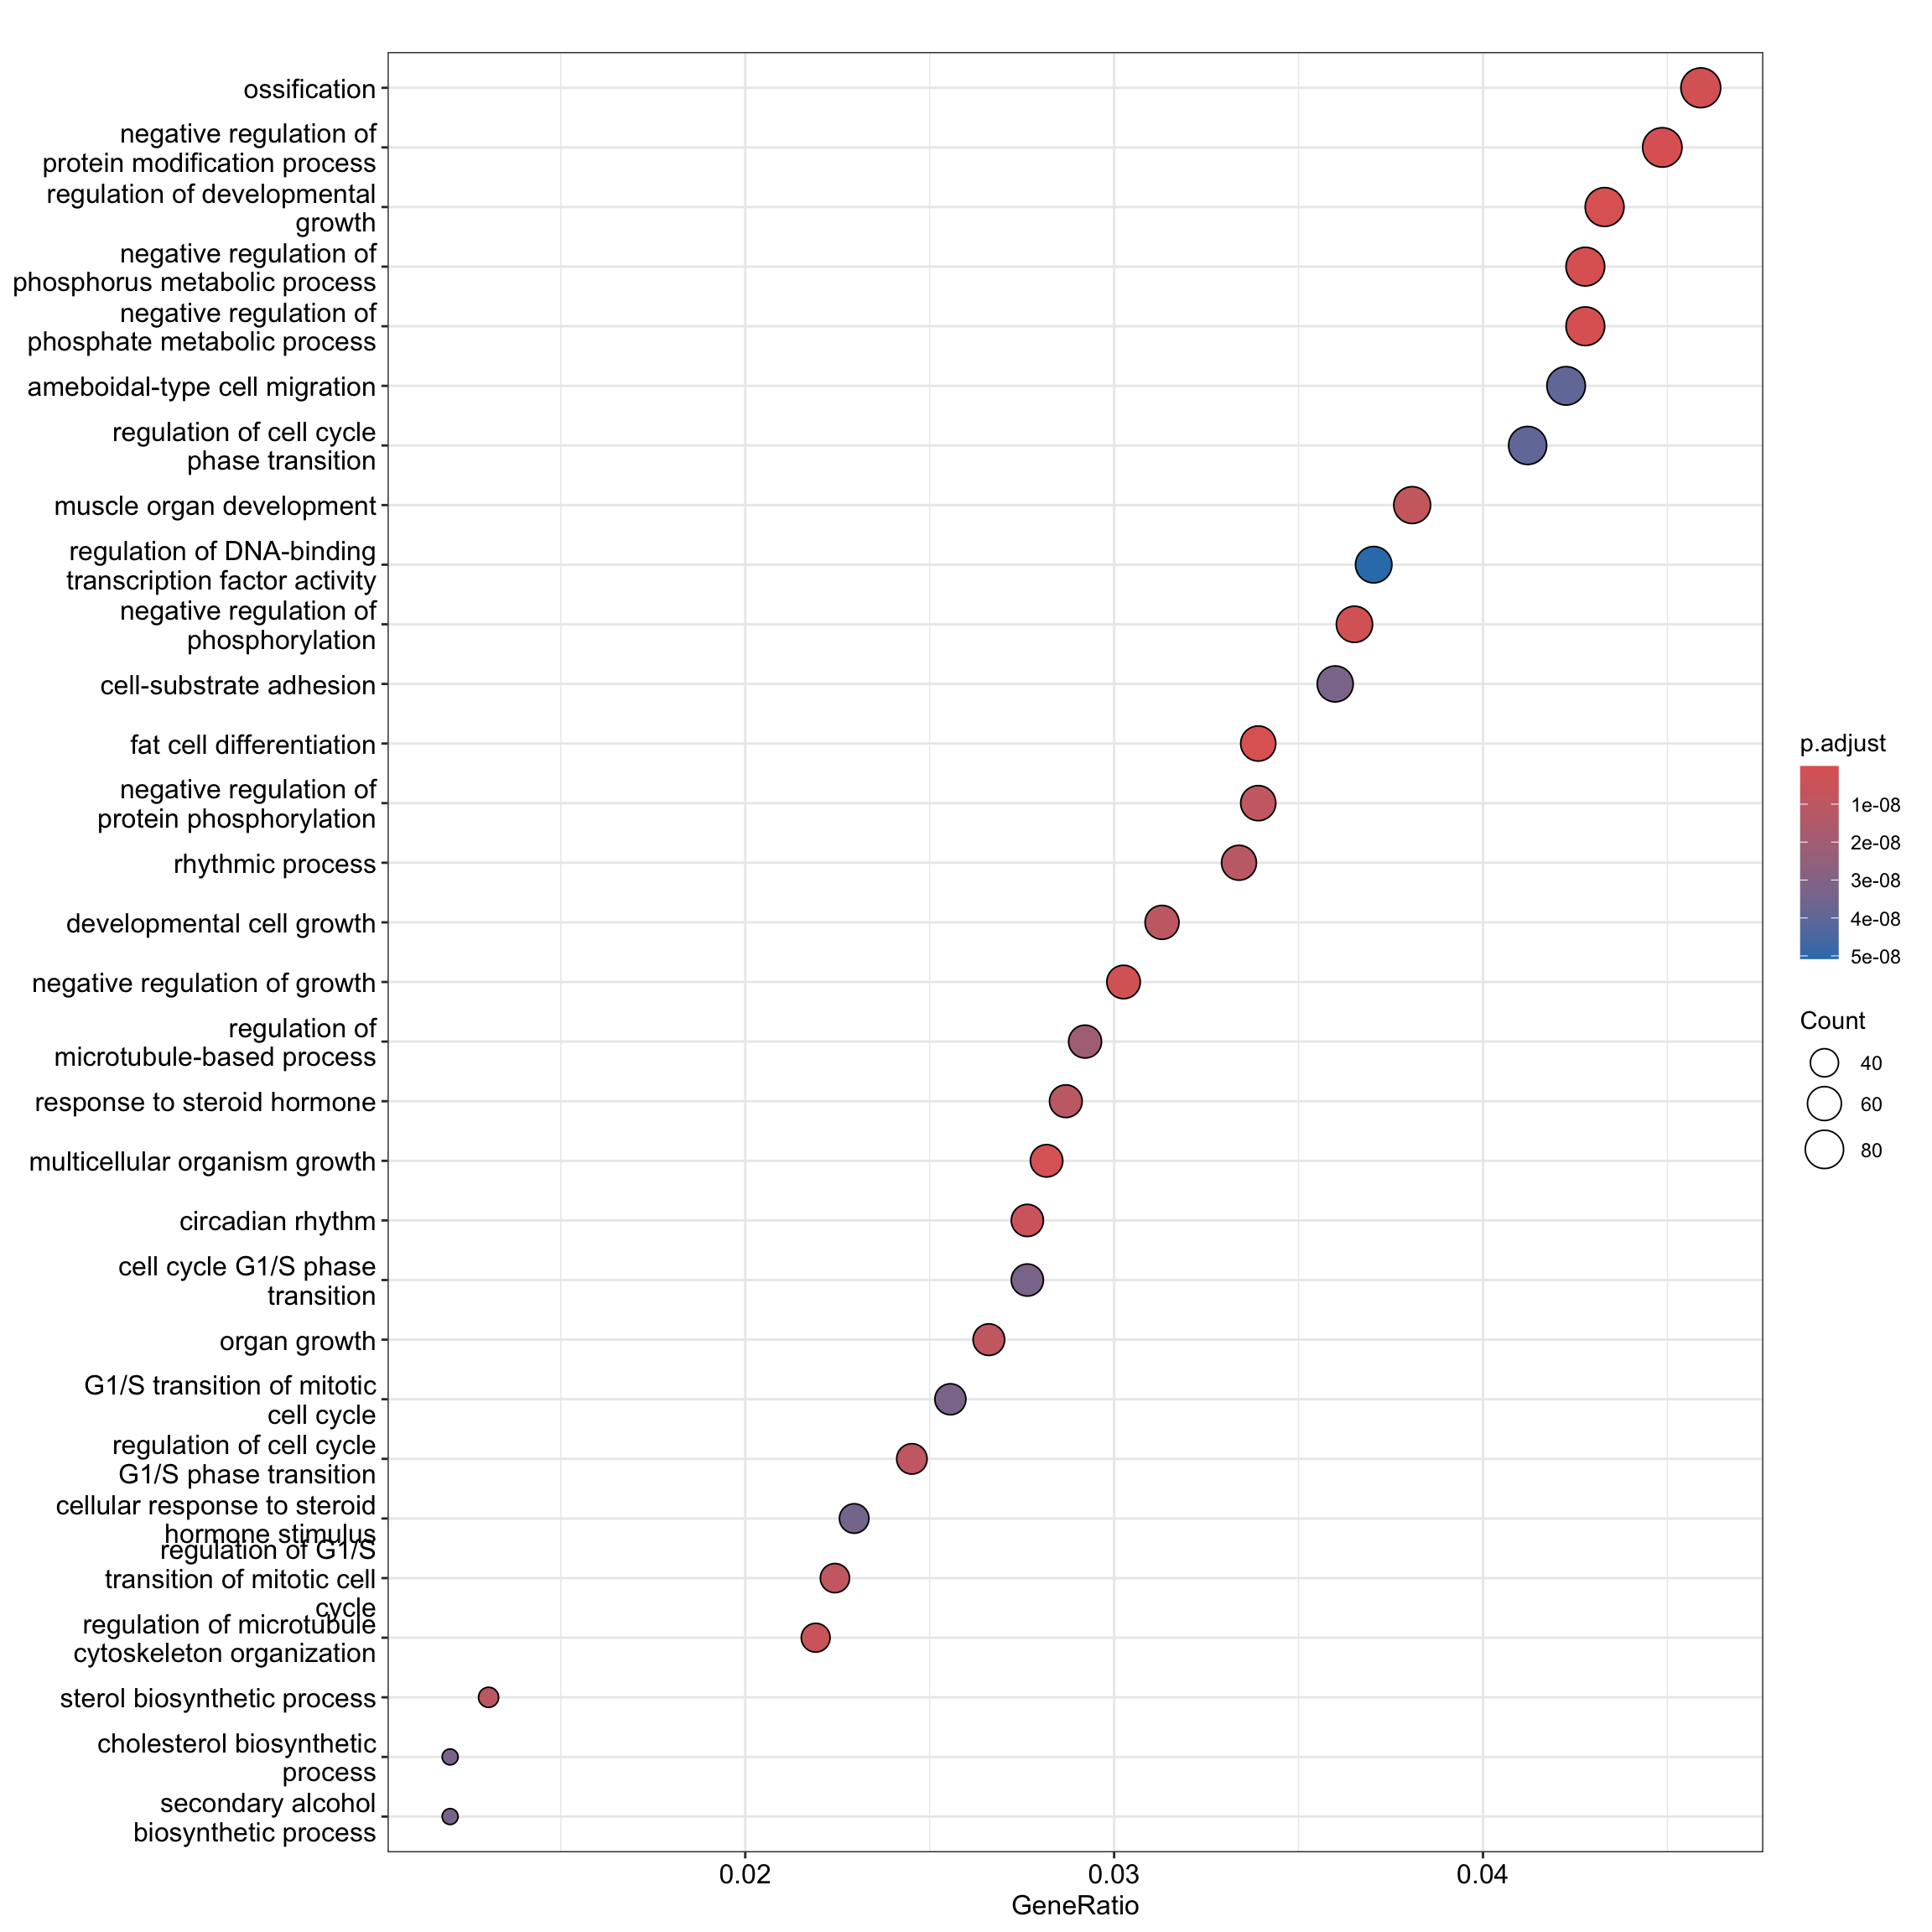 ossification
negative regulation of
protein modification process
regulation of developmental
growth
negative regulation of
phosphorus metabolic process
negative regulation of
phosphate metabolic process
ameboidal-type cell migration
regulation of cell cycle
phase transition
muscle organ development
regulation of DNA-binding
transcription factor activity
negative regulation of
phosphorylation
cell-substrate adhesion
fat cell differentiation
negative regulation of
protein phosphorylation
rhythmic process
developmental cell growth
negative regulation of growth
regulation of
microtubule-based process
response to steroid hormone
multicellular organism growth
circadian rhythm
cell cycle G1/S phase
transition
organ growth
G1/S transition of mitotic
cell cycle
regulation of cell cycle
G1/S phase transition
cellular response to steroid
hormone stimulus
regulation of G1/S
transition of mitotic cell
cycle
regulation of microtubule
cytoskeleton organization
sterol biosynthetic process
cholesterol biosynthetic
process
secondary alcohol
biosynthetic process
0.02
0.03
0.04
GeneRatio
p.adjust
1e-08
2e-08
3e-08
4e-08
5e-08
Count
40
60
80